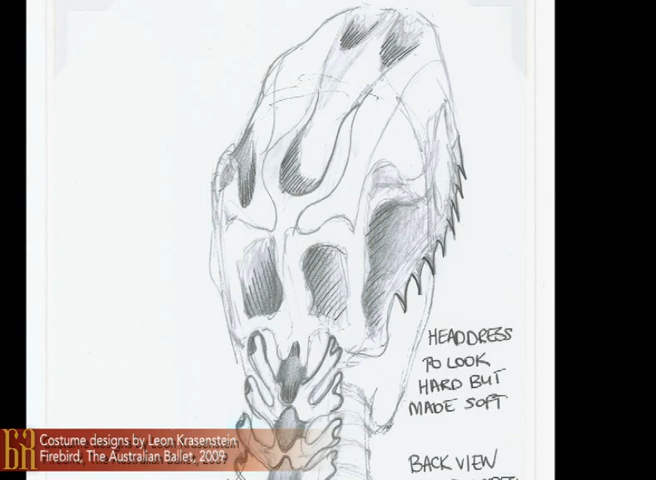 HEADDRESS
TO LOOK
HARD BUT
MADE SOFT
Costume designs by Leon Krasenstein
Firebird, The Australian Ballet, 2009
BACK VIEW